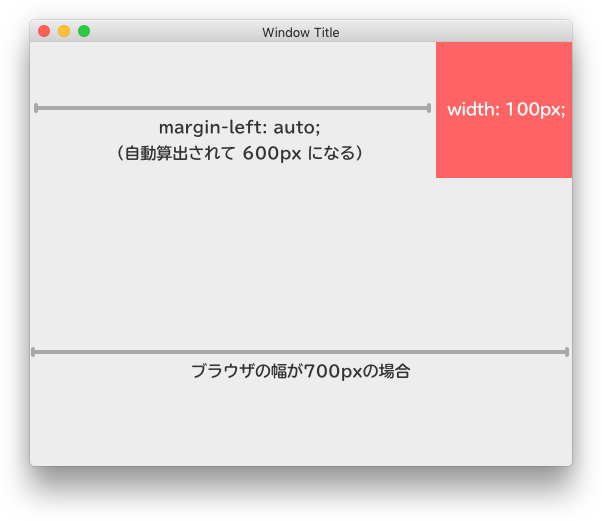 Window Title
width: 100px;
margin-left: auto;
（自動算出されて 600px になる）
ブラウザの幅が700pxの場合